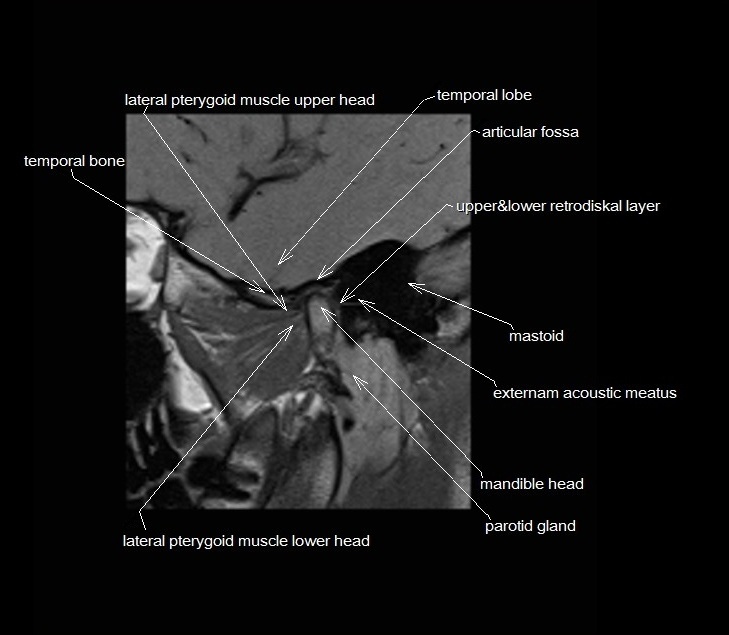 temporal lobe
lateral pterygoid muscle upper head
articular fossa
temporal bone
upper&lower retrodiskal layer
mastoid
externam acoustic meatus
mandible head
parotid gland
lateral pterygoid muscle lower head